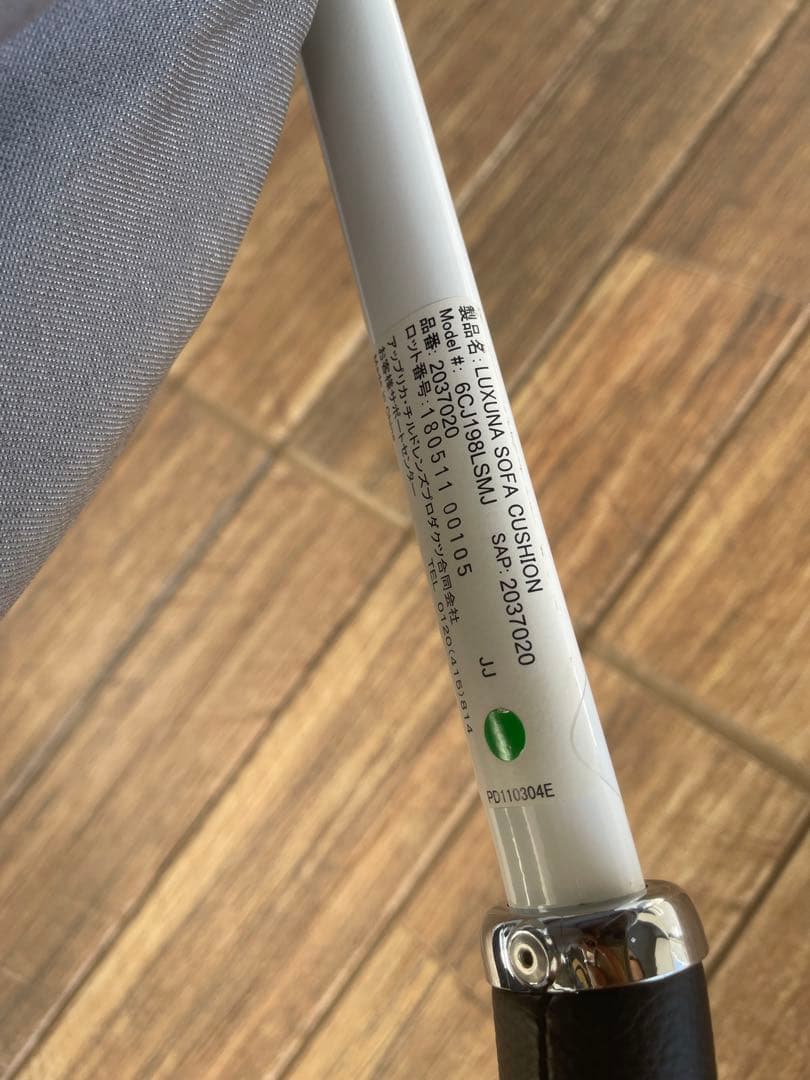 製品名: LUXUNA SOFA CUSHION
Model #: 6CJ198LSMJ SAP: 2037020
品番: 2037020
ロット番号: 180511 00105 JJ
アップリカ・チルドレンズプロダクツ合同会社
お客様サポートセンター TEL 0120(415)814
PD110304E